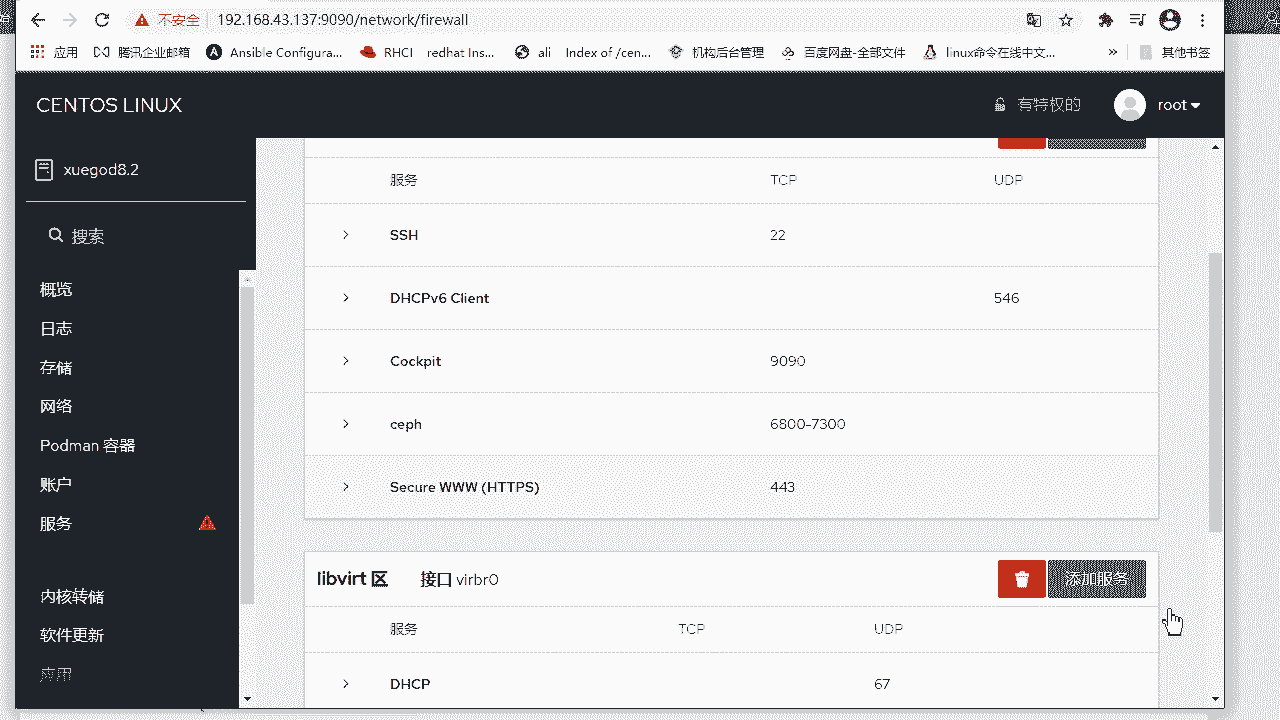 不安全 192.168.43.137:9090/network/firewall
应用 腾讯企业邮箱 Ansible Configura... RHCI redhat ins... ali Index of /cen... 机构后台管理 百度网盘-全部文件 linux命令在线中文... » 其他书签
CENTOS LINUX 有特权的 root
xuegod8.2
搜索
概览
日志
存储
网络
Podman 容器
账户
服务
内核转储
软件更新
应用
服务 TCP UDP
SSH 22
DHCPv6 Client 546
Cockpit 9090
ceph 6800-7300
Secure WWW (HTTPS) 443
libvirt 区 接口 virbr0 添加服务
服务 TCP UDP
DHCP 67